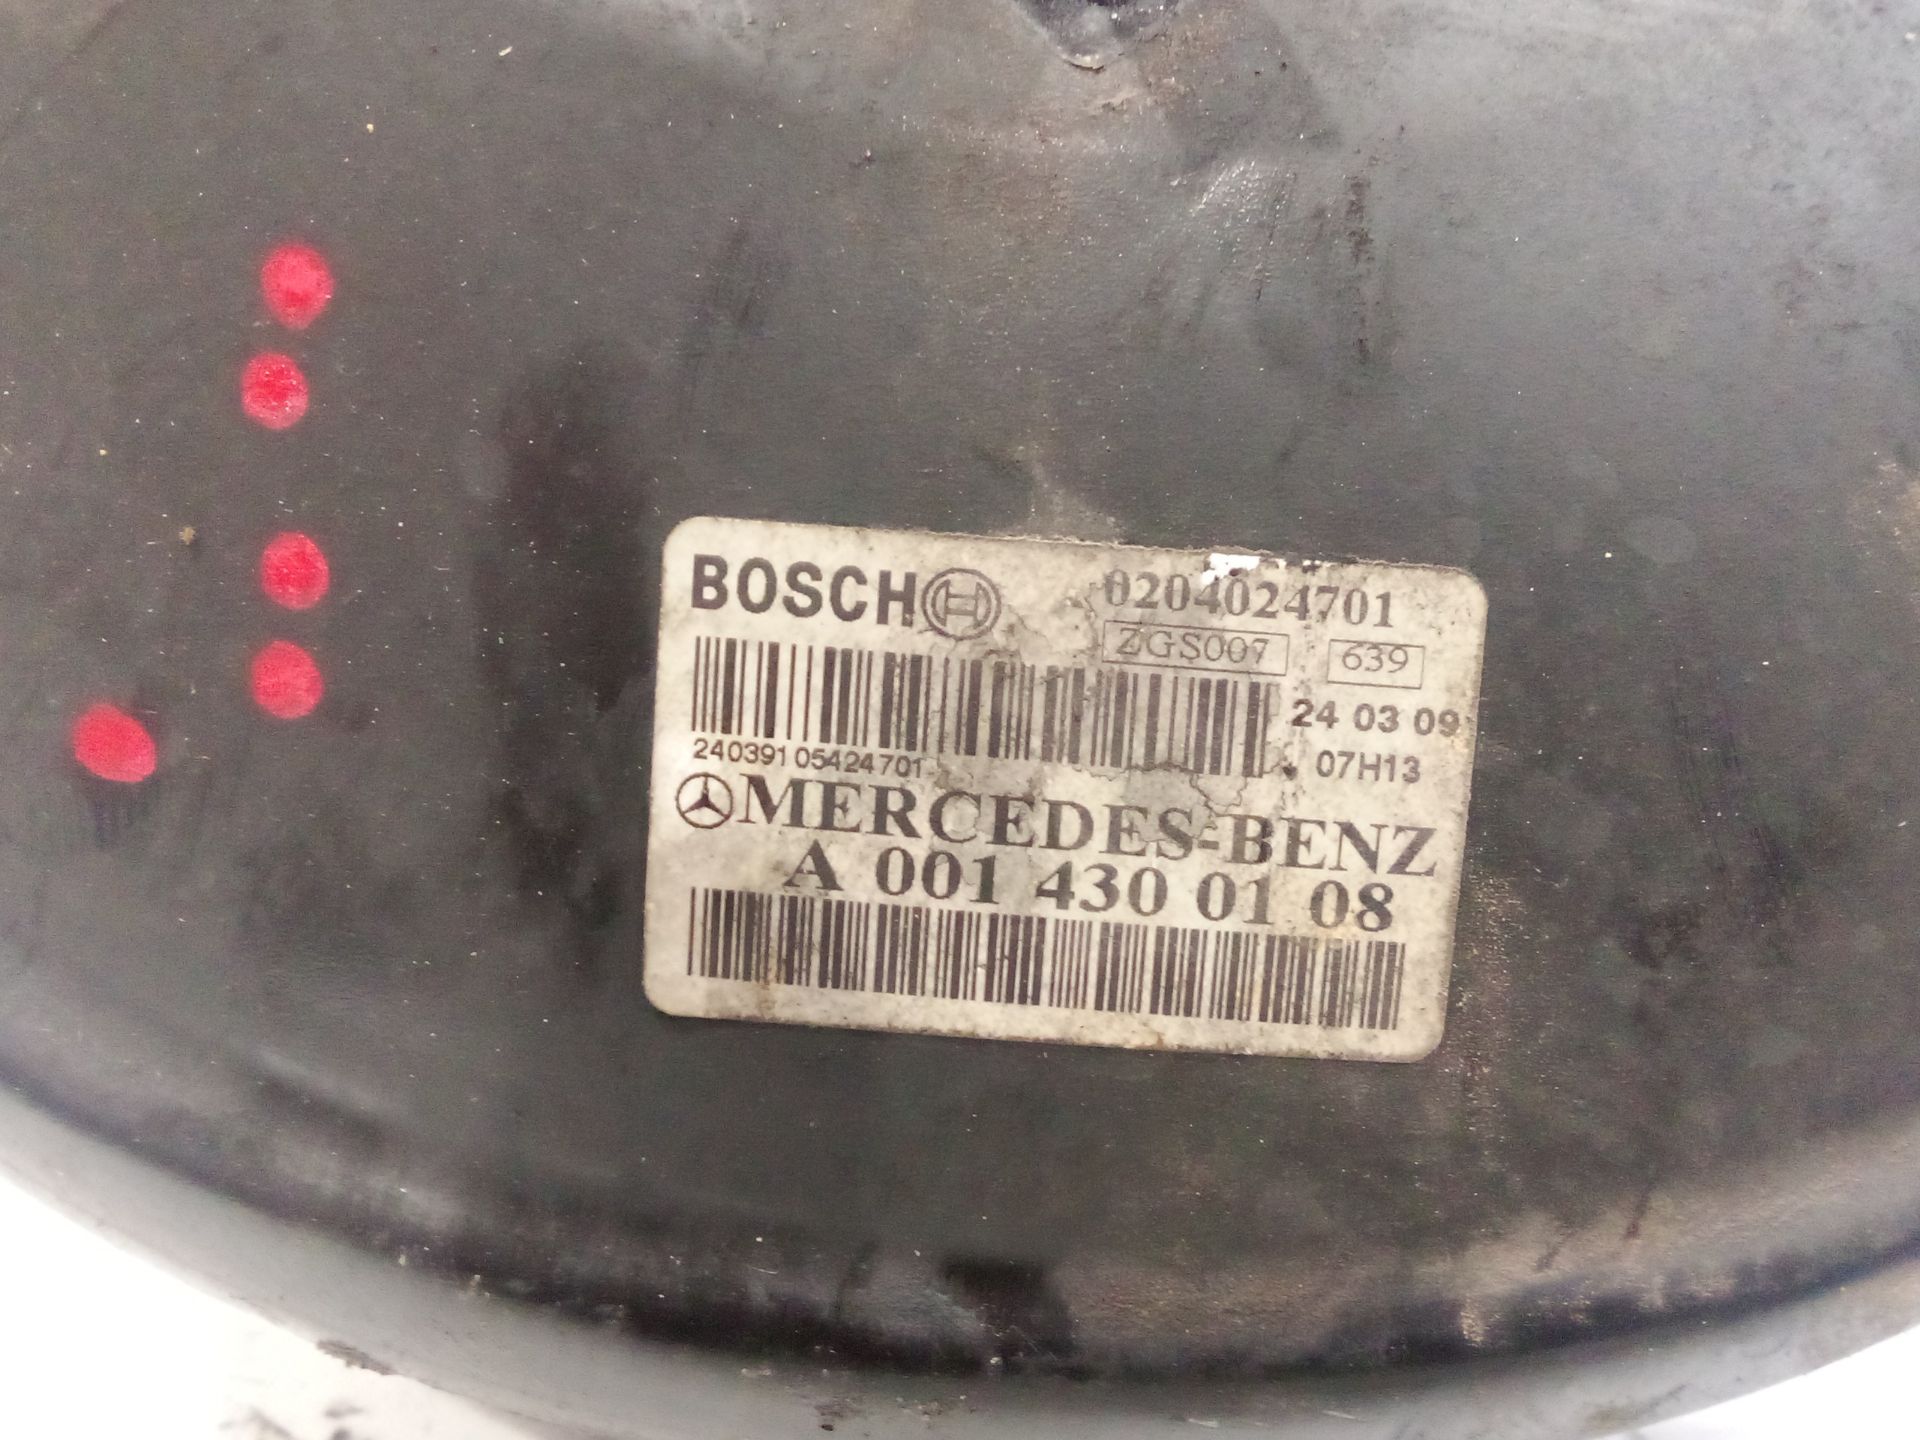 BOSCH 0204024701
ZGS007 639
24 03 09
07H13
24039105424701
MERCEDES-BENZ
A 001 430 01 08